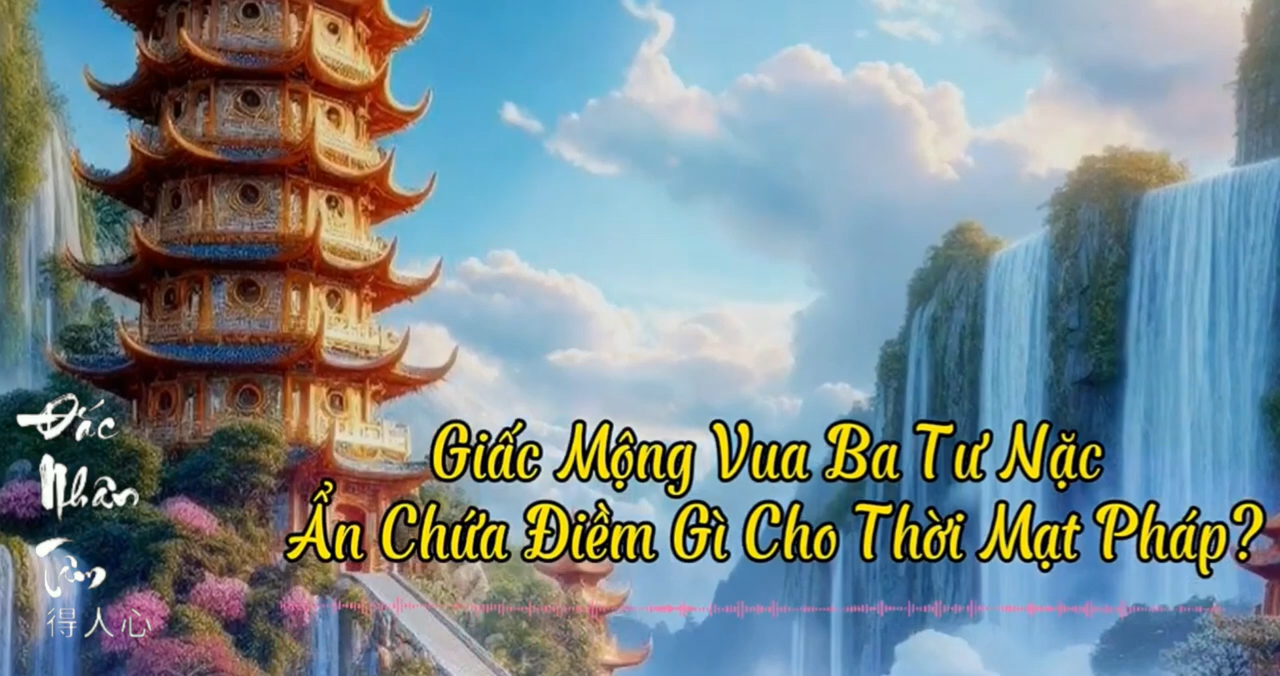 Đắc
Nhân
Tâm
得人心
Giấc Mộng Vua Ba Tư Nặc
Ẩn Chứa Điềm Gì Cho Thời Mạt Pháp?